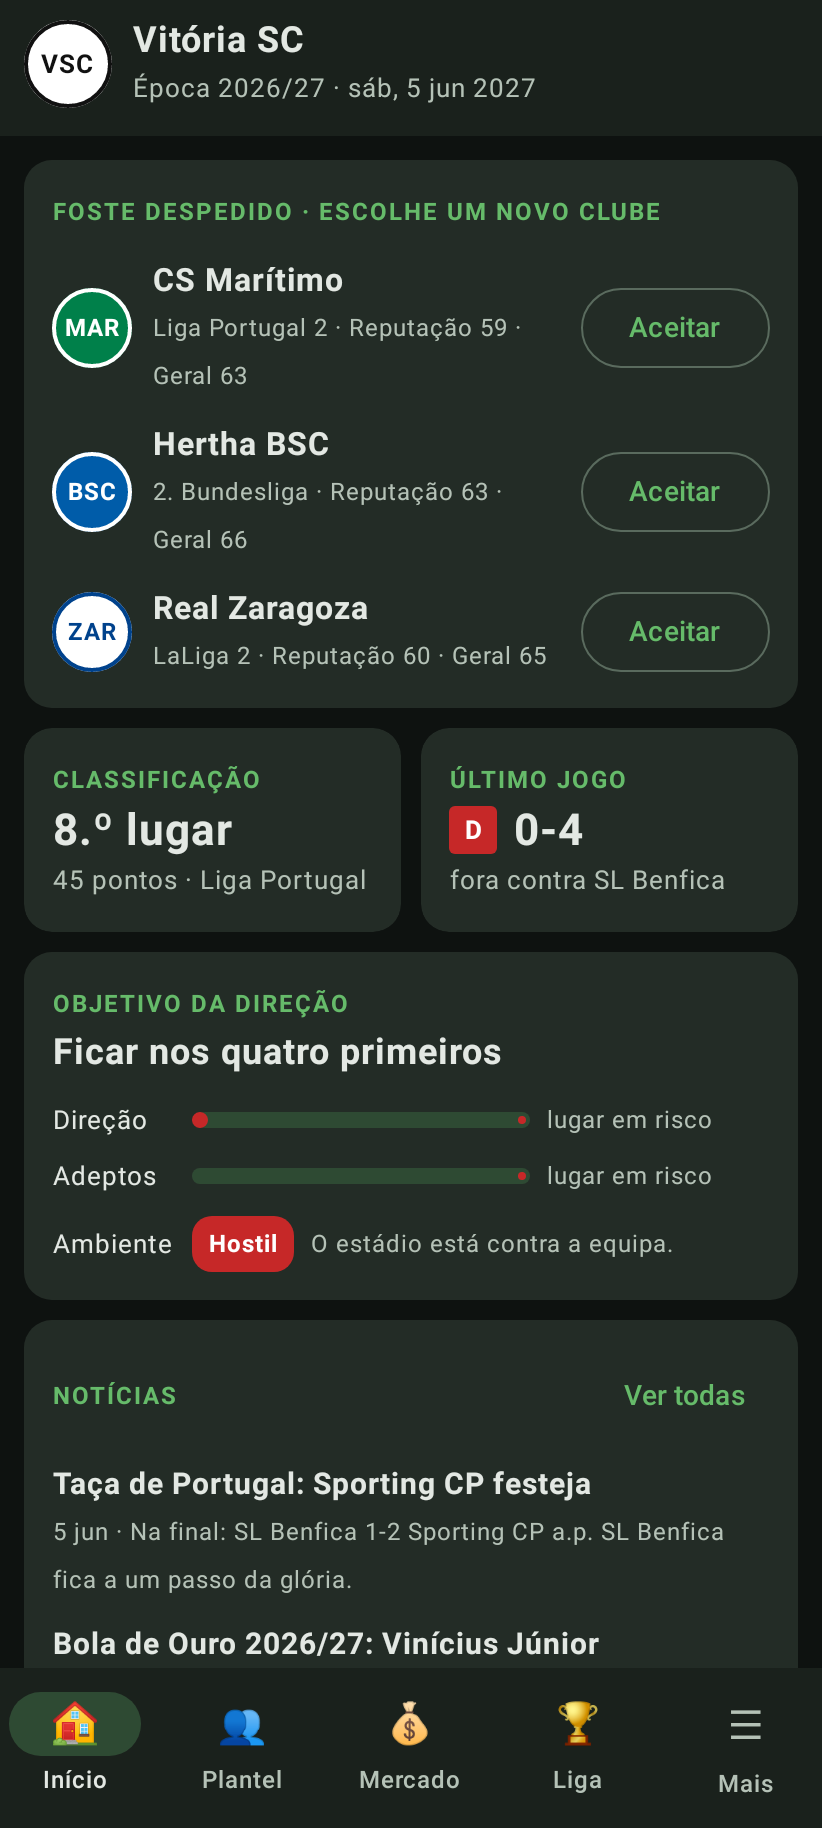 VSC
Vitória SC
Época 2026/27 · sáb, 5 jun 2027
FOSTE DESPEDIDO · ESCOLHE UM NOVO CLUBE
MAR
CS Marítimo
Liga Portugal 2 · Reputação 59 ·
Geral 63
Aceitar
BSC
Hertha BSC
2. Bundesliga · Reputação 63 ·
Geral 66
Aceitar
ZAR
Real Zaragoza
LaLiga 2 · Reputação 60 · Geral 65
Aceitar
CLASSIFICAÇÃO
8.º lugar
45 pontos · Liga Portugal
ÚLTIMO JOGO
D 0-4
fora contra SL Benfica
OBJETIVO DA DIREÇÃO
Ficar nos quatro primeiros
Direção lugar em risco
Adeptos lugar em risco
Ambiente Hostil O estádio está contra a equipa.
NOTÍCIAS Ver todas
Taça de Portugal: Sporting CP festeja
5 jun · Na final: SL Benfica 1-2 Sporting CP a.p. SL Benfica
fica a um passo da glória.
Bola de Ouro 2026/27: Vinícius Júnior
Início Plantel Mercado Liga Mais